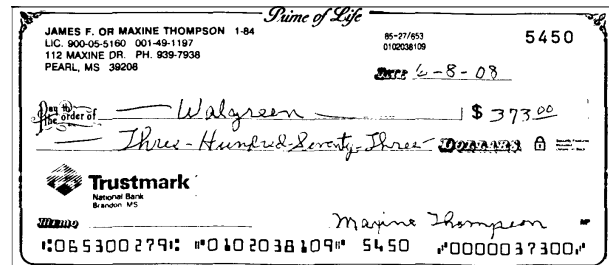 Prime of Life
JAMES F. OR MAXINE THOMPSON 1-84
LIC. 900-05-5160 001-49-1197
112 MAXINE DR. PH. 939-7938
PEARL, MS 39208
85-27/653
0102038109
5450
DATE 6-8-08
Pay to the order of Walgreen $ 373.00
Three-Hundred-Seventy-Three DOLLARS
Trustmark
National Bank
Brandon MS
MEMO Maxine Thompson MP
⑆065300279⑆ ⑈0102038109⑈ 5450 ⑈0000037300⑈